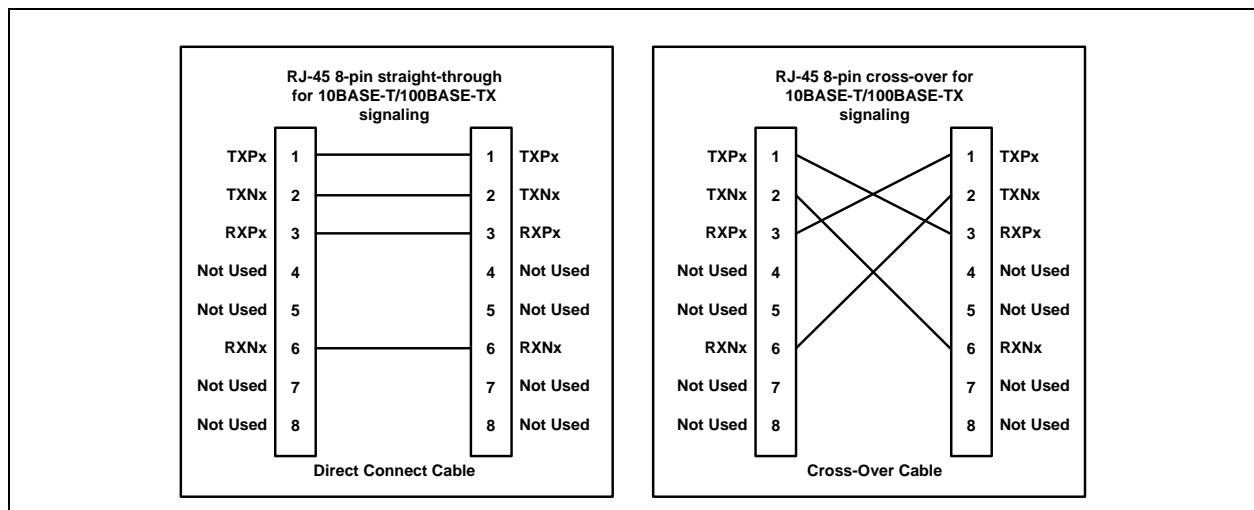 RJ-45 8-pin straight-through
for 10BASE-T/100BASE-TX
signaling
TXPx 1 1 TXPx
TXNx 2 2 TXNx
RXPx 3 3 RXPx
Not Used 4 4 Not Used
Not Used 5 5 Not Used
RXNx 6 6 RXNx
Not Used 7 7 Not Used
Not Used 8 8 Not Used
Direct Connect Cable
RJ-45 8-pin cross-over for
10BASE-T/100BASE-TX
signaling
TXPx 1 1 TXPx
TXNx 2 2 TXNx
RXPx 3 3 RXPx
Not Used 4 4 Not Used
Not Used 5 5 Not Used
RXNx 6 6 RXNx
Not Used 7 7 Not Used
Not Used 8 8 Not Used
Cross-Over Cable